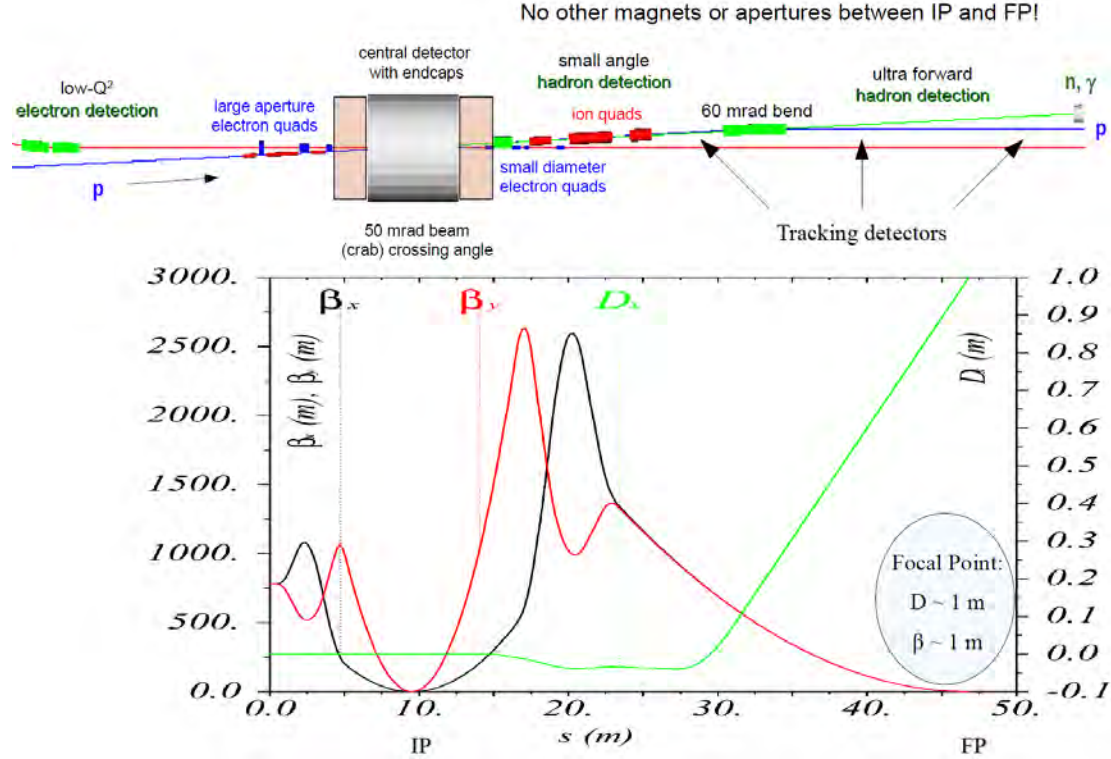 No other magnets or apertures between IP and FP!
central detector
with endcaps
small angle
hadron detection
low-Q²
electron detection
large aperture
electron quads
ion quads
60 mrad bend
ultra forward
hadron detection
n, γ
p
p
small diameter
electron quads
50 mrad beam
(crab) crossing angle
Tracking detectors
3000.
2500.
2000.
1500.
1000.
500.
0.0
βx (m), βy (m)
βx
βy
Dx
1.0
0.9
0.8
0.7
0.6
0.5
0.4
0.3
0.2
0.1
0.0
-0.1
D (m)
Focal Point:
D ~ 1 m
β ~ 1 m
0.0
10.
20.
30.
40.
50.
IP
s (m)
FP